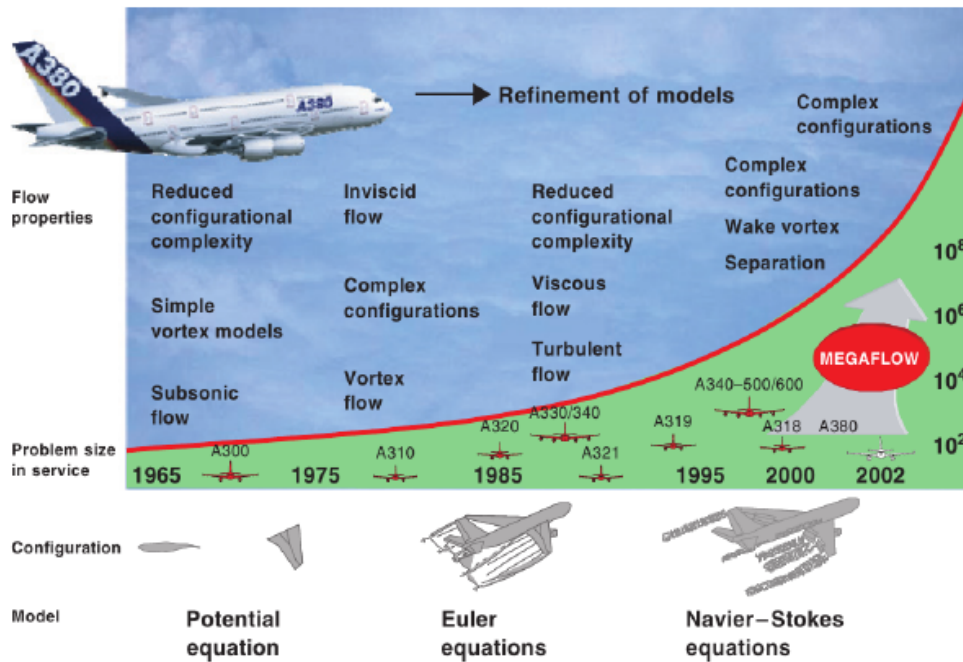 A380
A380
Refinement of models
Complex
configurations
Flow
properties
Reduced
configurational
complexity
Simple
vortex models
Subsonic
flow
Inviscid
flow
Complex
configurations
Vortex
flow
Reduced
configurational
complexity
Viscous
flow
Turbulent
flow
Complex
configurations
Wake vortex
Separation
10⁸
10⁶
MEGAFLOW
10⁴
10²
Problem size
in service
A300
A310
A320
A330/340
A321
A319
A340–500/600
A318
A380
1965
1975
1985
1995
2000
2002
Configuration
Model
Potential
equation
Euler
equations
Navier–Stokes
equations